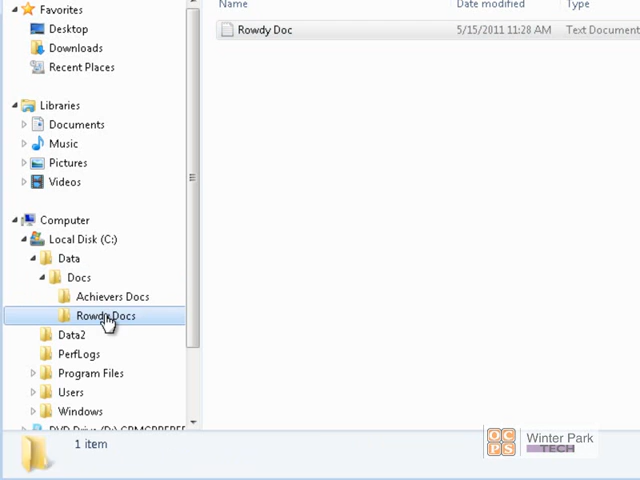 Favorites
Desktop
Downloads
Recent Places
Libraries
Documents
Music
Pictures
Videos
Computer
Local Disk (C:)
Data
Docs
Achievers Docs
Rowdy Docs
Data2
PerfLogs
Program Files
Users
Windows
Name Date modified Type
Rowdy Doc 5/15/2011 11:28 AM Text Document
1 item
OCPS
Winter Park
TECH